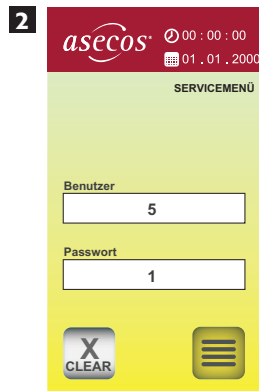 2
asecos®
00 : 00 : 00
01 . 01 . 2000
SERVICEMENÜ
Benutzer
5
Passwort
1
X
CLEAR